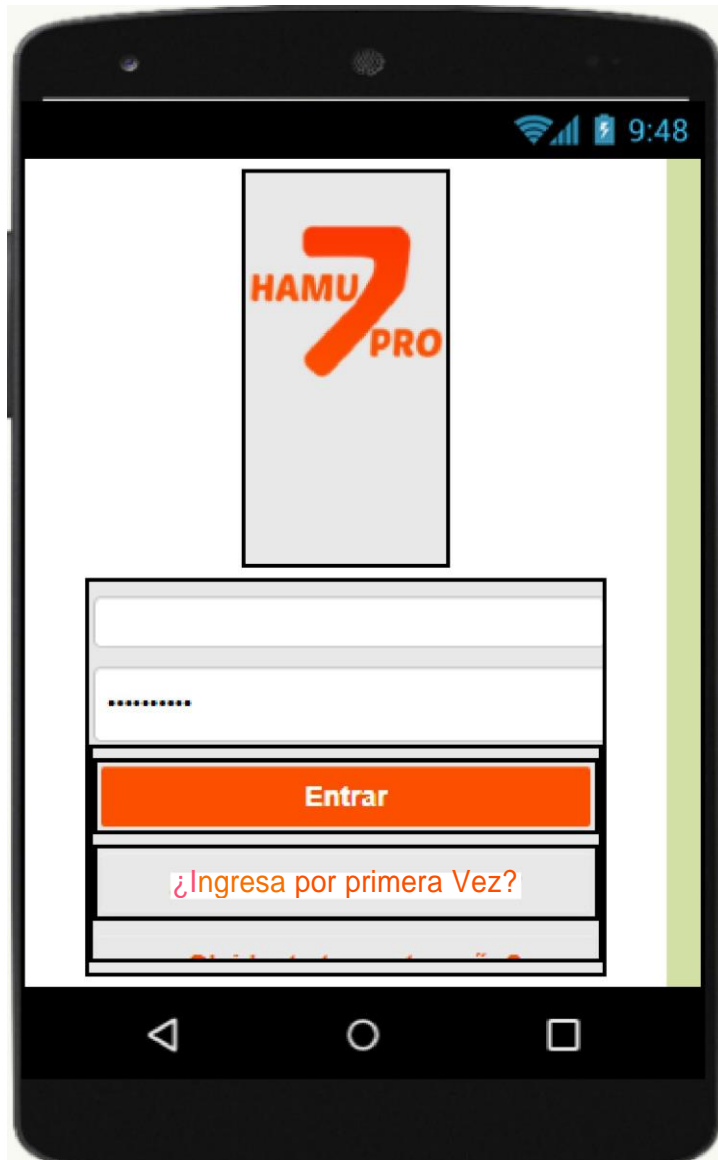 9:48
HAMU
7
PRO
••••••••••
Entrar
¿Ingresa por primera Vez?